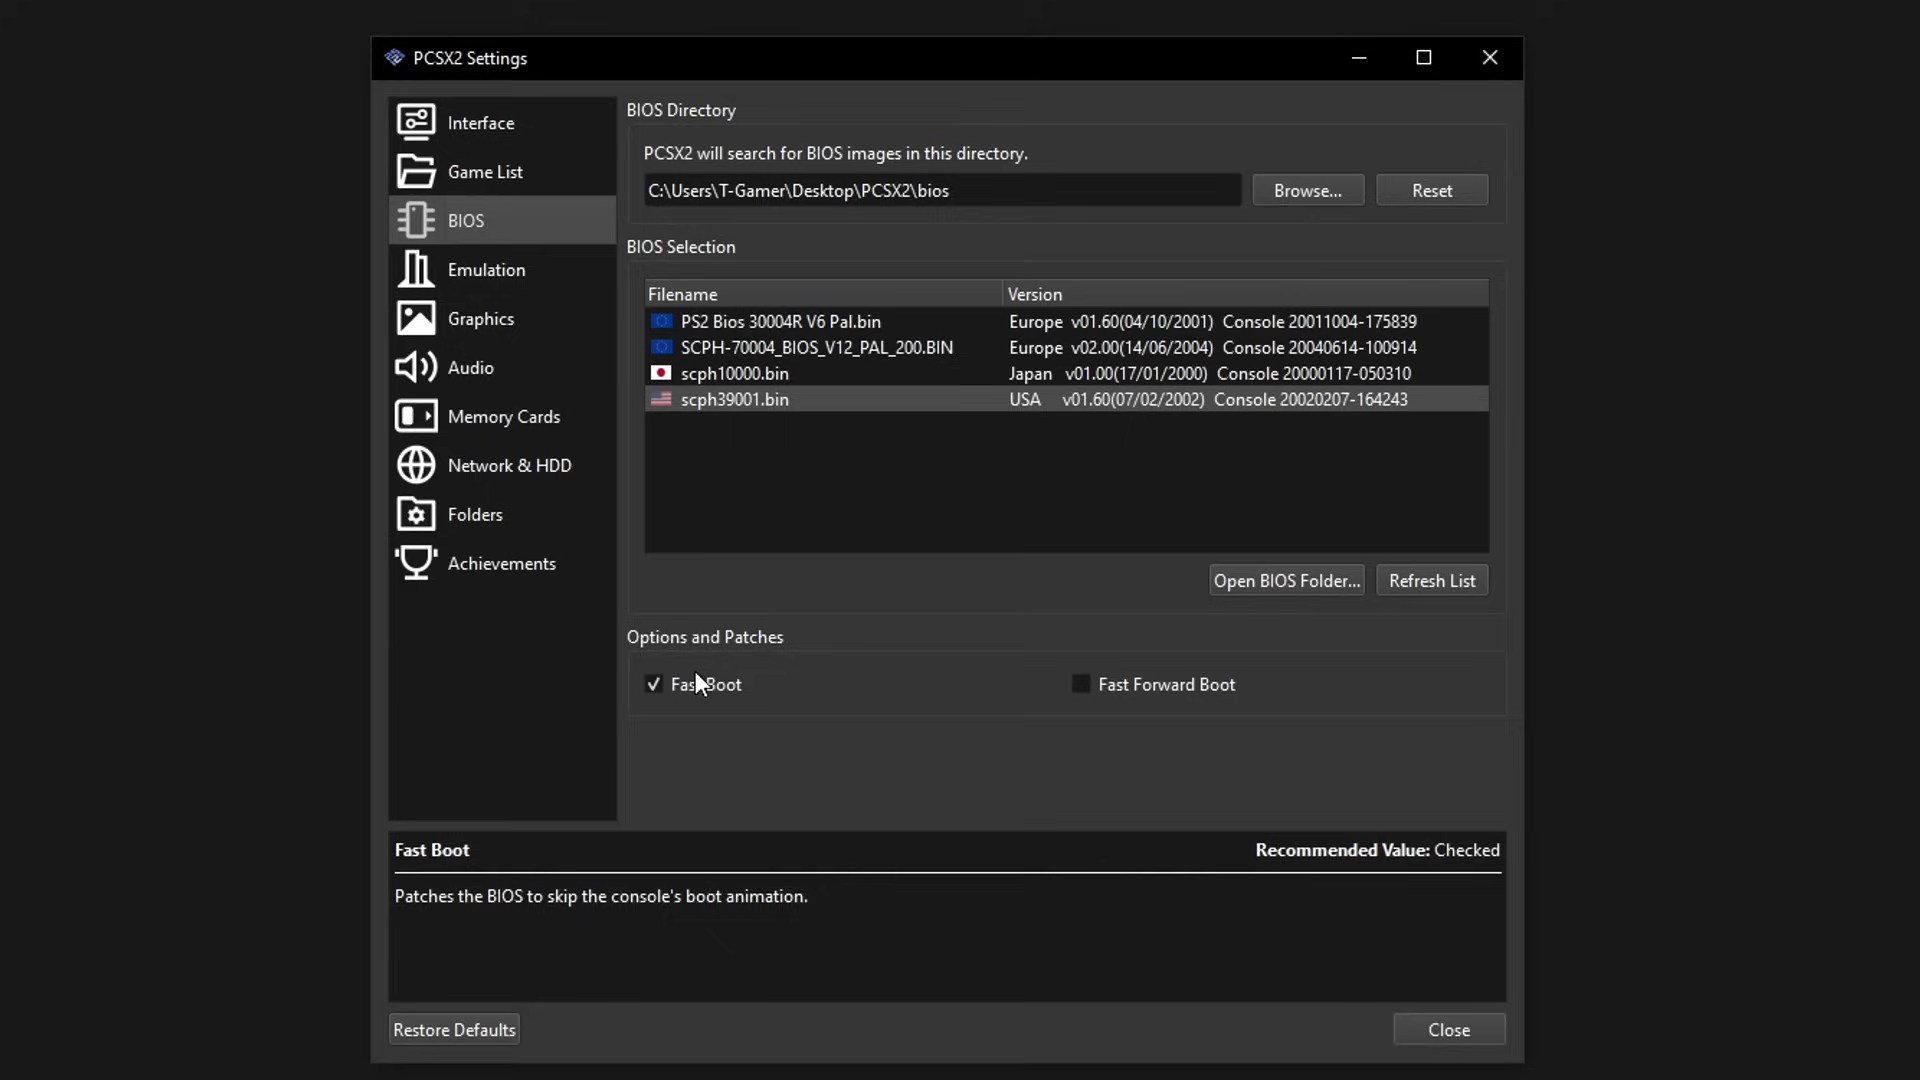 PCSX2 Settings
Interface
Game List
BIOS
Emulation
Graphics
Audio
Memory Cards
Network & HDD
Folders
Achievements
BIOS Directory
PCSX2 will search for BIOS images in this directory.
C:\Users\T-Gamer\Desktop\PCSX2\bios
Browse...
Reset
BIOS Selection
Filename Version
PS2 Bios 30004R V6 Pal.bin Europe v01.60(04/10/2001) Console 20011004-175839
SCPH-70004_BIOS_V12_PAL_200.BIN Europe v02.00(14/06/2004) Console 20040614-100914
scph10000.bin Japan v01.00(17/01/2000) Console 20000117-050310
scph39001.bin USA v01.60(07/02/2002) Console 20020207-164243
Open BIOS Folder... Refresh List
Options and Patches
Fast Boot Fast Forward Boot
Fast Boot Recommended Value: Checked
Patches the BIOS to skip the console's boot animation.
Restore Defaults Close